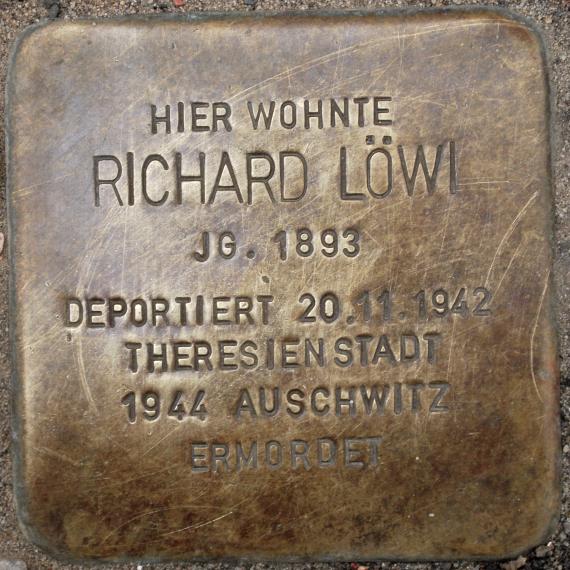 HIER WOHNTE
RICHARD LÖWI
JG. 1893
DEPORTIERT 20.11.1942
THERESIENSTADT
1944 AUSCHWITZ
ERMORDET